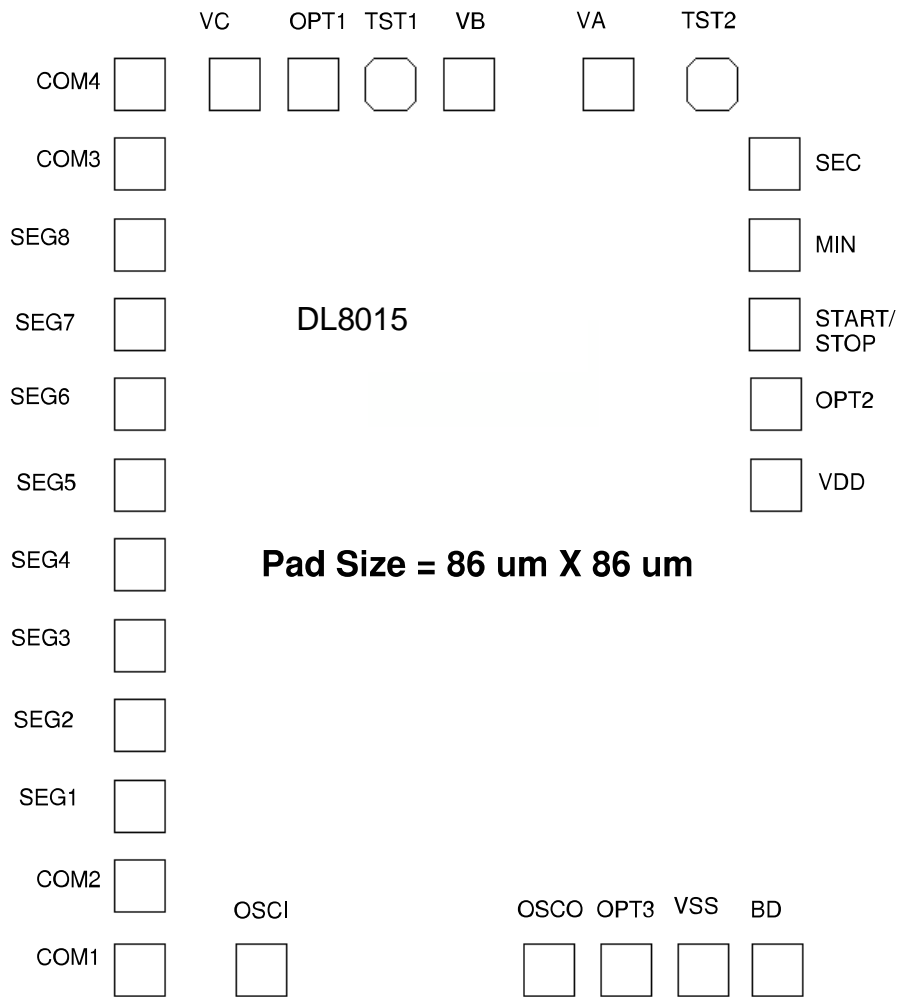 VC OPT1 TST1 VB VA TST2
COM4
COM3
SEC
SEG8
MIN
SEG7
DL8015
START/
STOP
SEG6
OPT2
SEG5
VDD
SEG4
Pad Size = 86 um X 86 um
SEG3
SEG2
SEG1
COM2
OSCI
OSCO OPT3 VSS BD
COM1